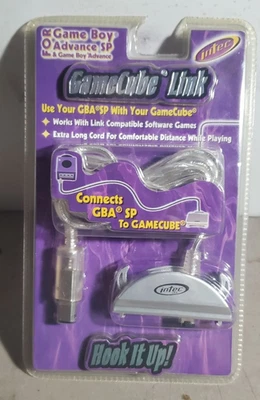 FOR
Game Boy®
Advance SP
& Game Boy® Advance
InTec
GameCube™ Link
Use Your GBA® SP With Your GameCube®
Works With Link Compatible Software Games
Extra Long Cord For Comfortable Distance While Playing
Connects
GBA® SP
To GAMECUBE®
InTec
Hook It Up!